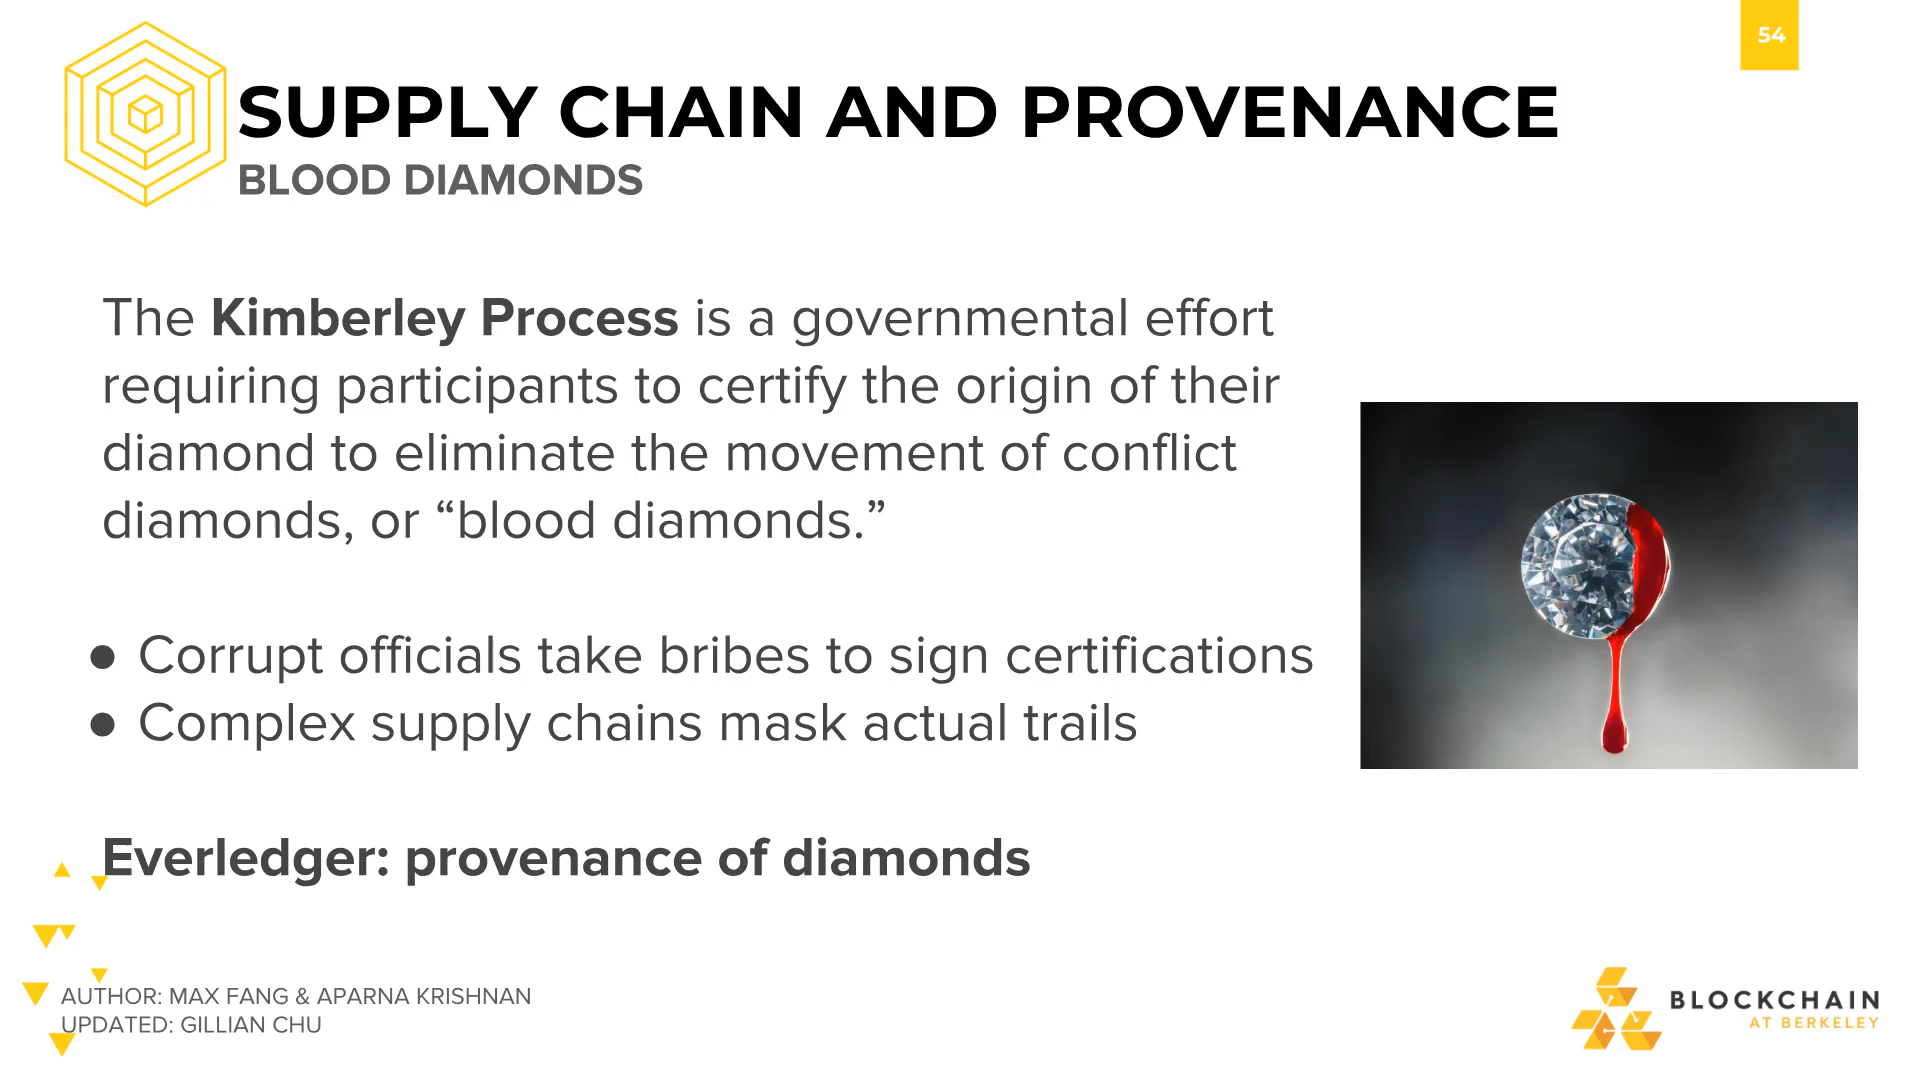 54
SUPPLY CHAIN AND PROVENANCE
BLOOD DIAMONDS
The Kimberley Process is a governmental effort
requiring participants to certify the origin of their
diamond to eliminate the movement of conflict
diamonds, or “blood diamonds.”
● Corrupt officials take bribes to sign certifications
● Complex supply chains mask actual trails
Everledger: provenance of diamonds
AUTHOR: MAX FANG & APARNA KRISHNAN
UPDATED: GILLIAN CHU
BLOCKCHAIN
AT BERKELEY